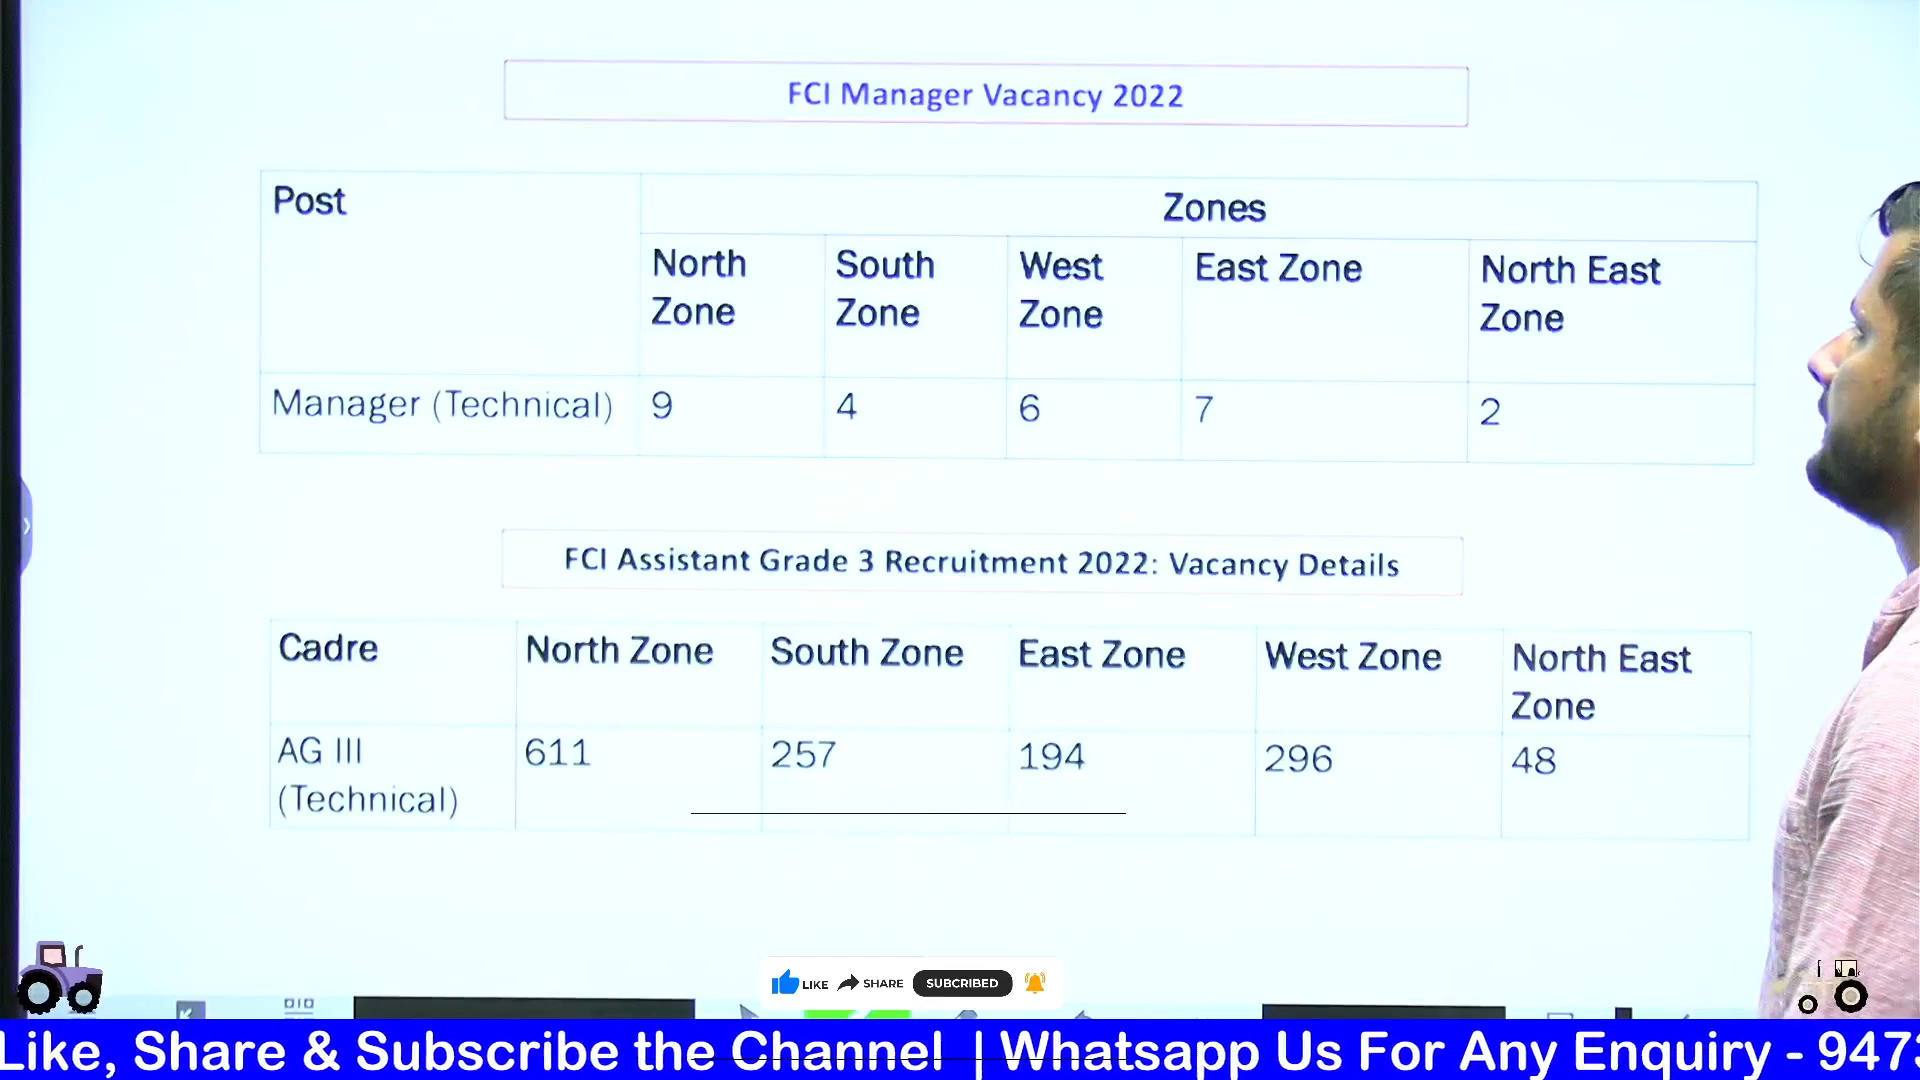 FCI Manager Vacancy 2022
Post
Zones
North Zone
South Zone
West Zone
East Zone
North East Zone
Manager (Technical) 9 4 6 7 2
FCI Assistant Grade 3 Recruitment 2022: Vacancy Details
Cadre North Zone South Zone East Zone West Zone North East Zone
AG III (Technical) 611 257 194 296 48
LIKE SHARE SUBCRIBED
Like, Share & Subscribe the Channel | Whatsapp Us For Any Enquiry - 947